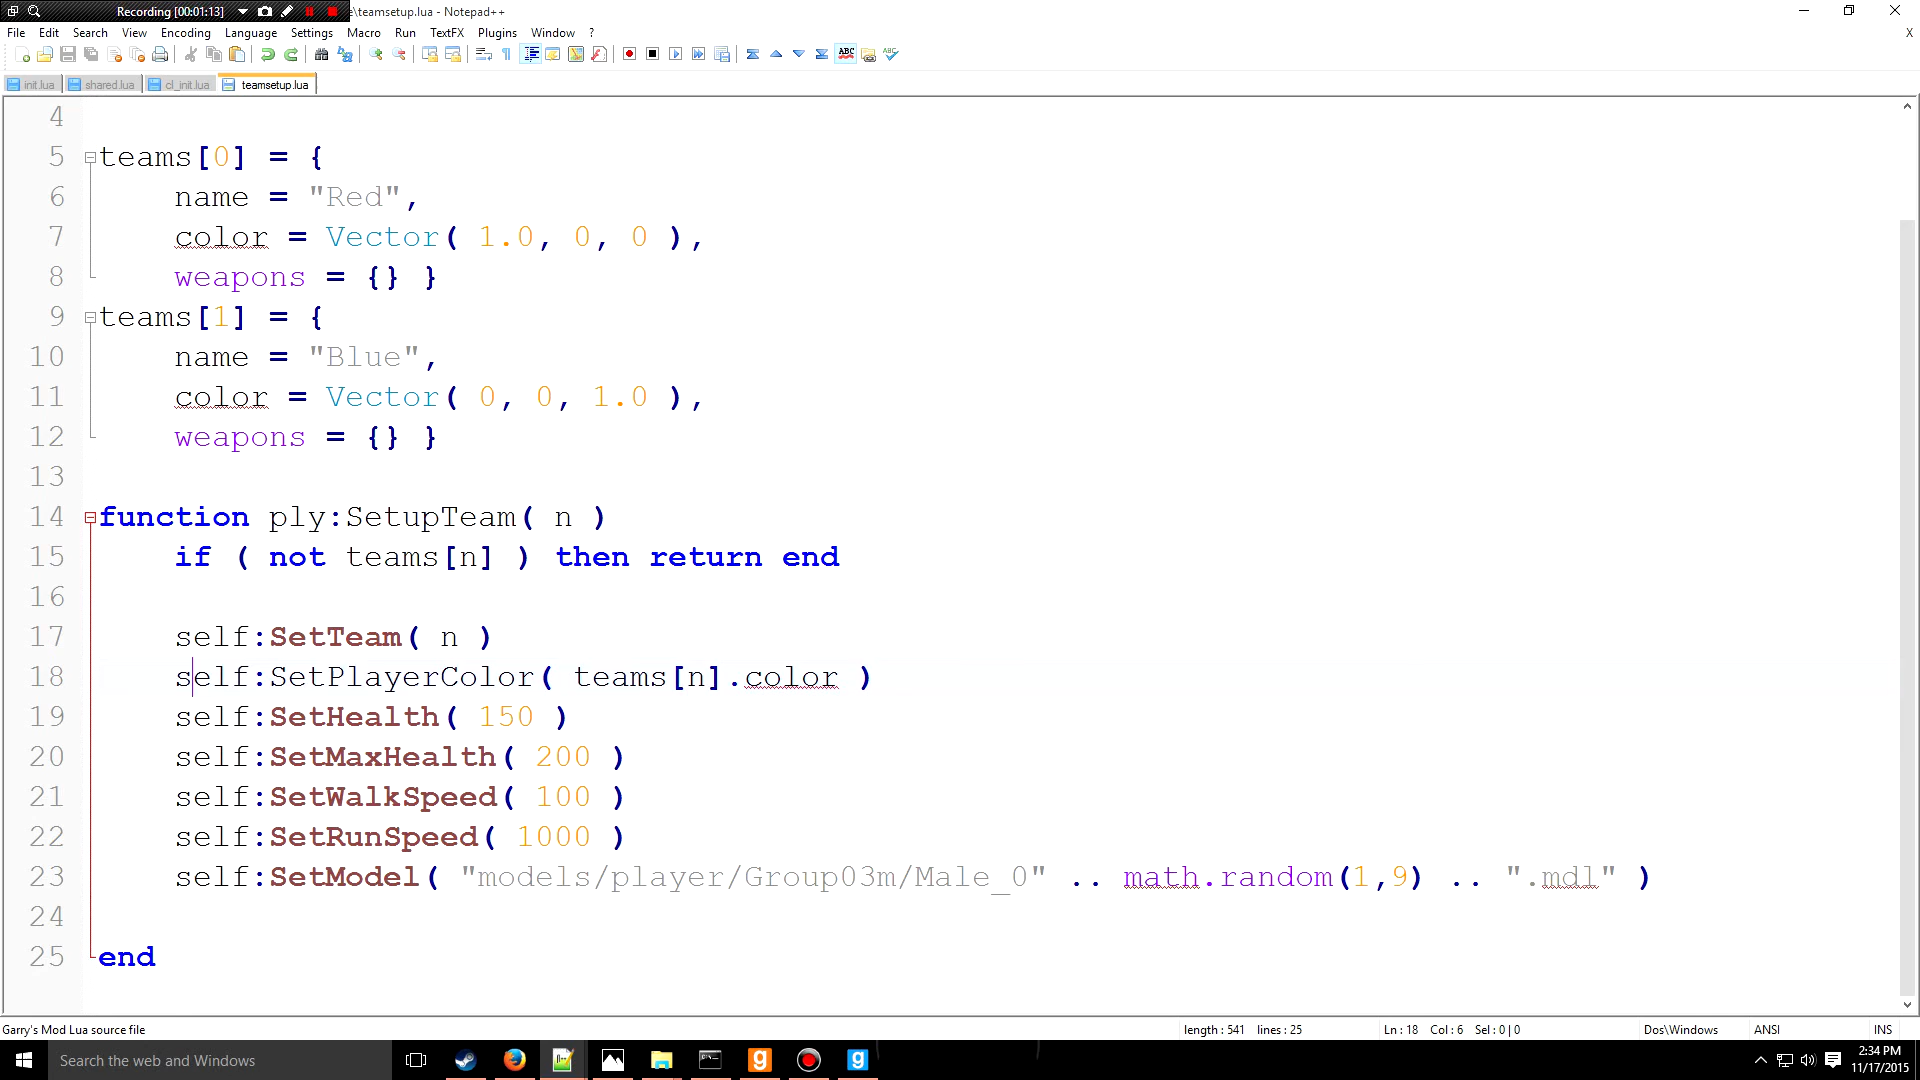 Recording [00:01:13] e\teamsetup.lua - Notepad++
File Edit Search View Encoding Language Settings Macro Run TextFX Plugins Window ? X
init.lua shared.lua cl_init.lua teamsetup.lua
4
5 teams[0] = {
6 name = "Red",
7 color = Vector( 1.0, 0, 0 ),
8 weapons = {} }
9 teams[1] = {
10 name = "Blue",
11 color = Vector( 0, 0, 1.0 ),
12 weapons = {} }
13
14 function ply:SetupTeam( n )
15 if ( not teams[n] ) then return end
16
17 self:SetTeam( n )
18 self:SetPlayerColor( teams[n].color )
19 self:SetHealth( 150 )
20 self:SetMaxHealth( 200 )
21 self:SetWalkSpeed( 100 )
22 self:SetRunSpeed( 1000 )
23 self:SetModel( "models/player/Group03m/Male_0" .. math.random(1,9) .. ".mdl" )
24
25 end
Garry's Mod Lua source file length : 541 lines : 25 Ln : 18 Col : 6 Sel : 0 | 0 Dos\Windows ANSI INS
Search the web and Windows
2:34 PM
11/17/2015